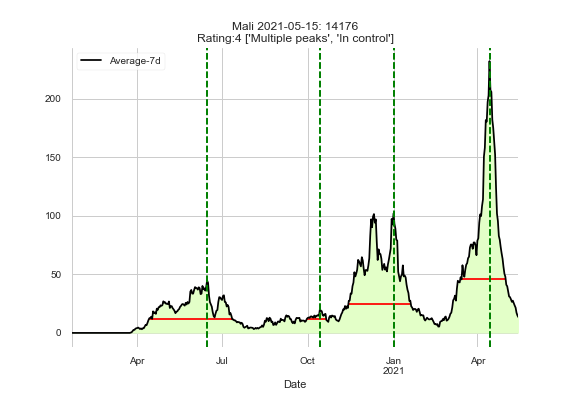 Mali 2021-05-15: 14176
Rating:4 ['Multiple peaks', 'In control']
Average-7d
200
150
100
50
0
Apr
Jul
Oct
Jan
2021
Apr
Date